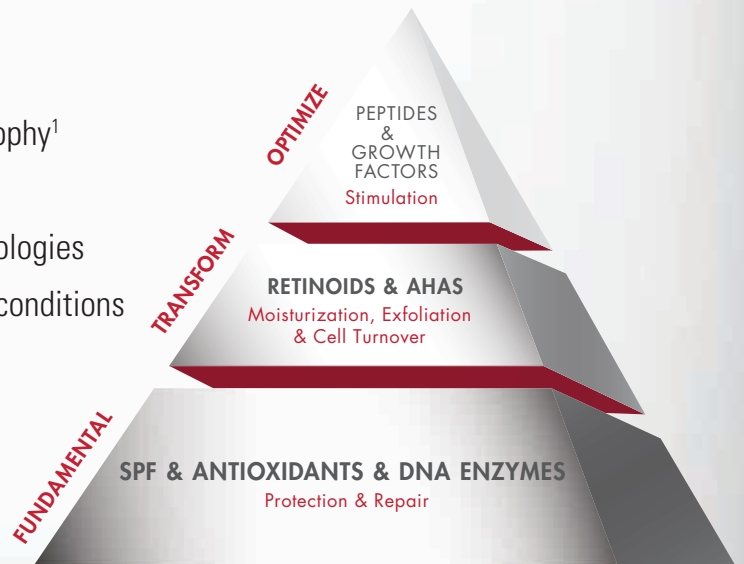 ophy¹
ologies
conditions
OPTIMIZE
PEPTIDES
&
GROWTH
FACTORS
Stimulation
TRANSFORM
RETINOIDS & AHAS
Moisturization, Exfoliation
& Cell Turnover
FUNDAMENTAL
SPF & ANTIOXIDANTS & DNA ENZYMES
Protection & Repair